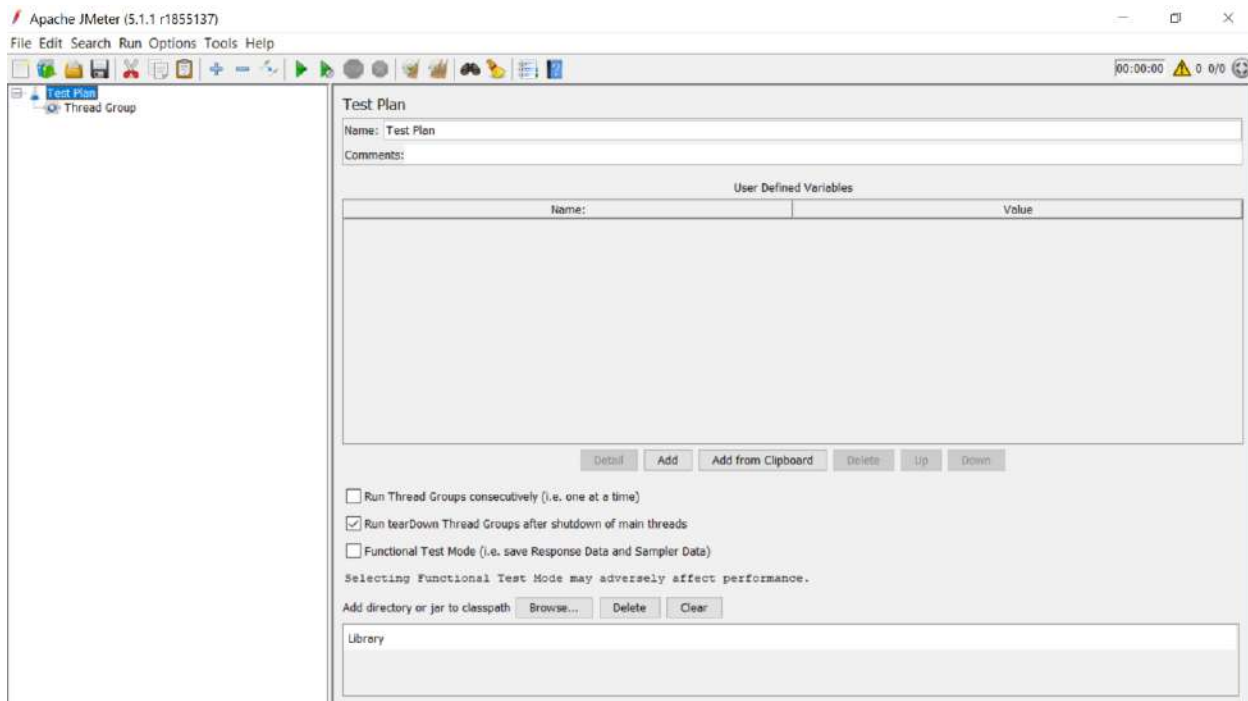 Apache JMeter (5.1.1 r1855137)
File Edit Search Run Options Tools Help
00:00:00 0 0/0
Test Plan
Thread Group
Test Plan
Name: Test Plan
Comments:
User Defined Variables
Name: Value
Detail Add Add from Clipboard Delete Up Down
Run Thread Groups consecutively (i.e. one at a time)
Run tearDown Thread Groups after shutdown of main threads
Functional Test Mode (i.e. save Response Data and Sampler Data)
Selecting Functional Test Mode may adversely affect performance.
Add directory or jar to classpath Browse... Delete Clear
Library